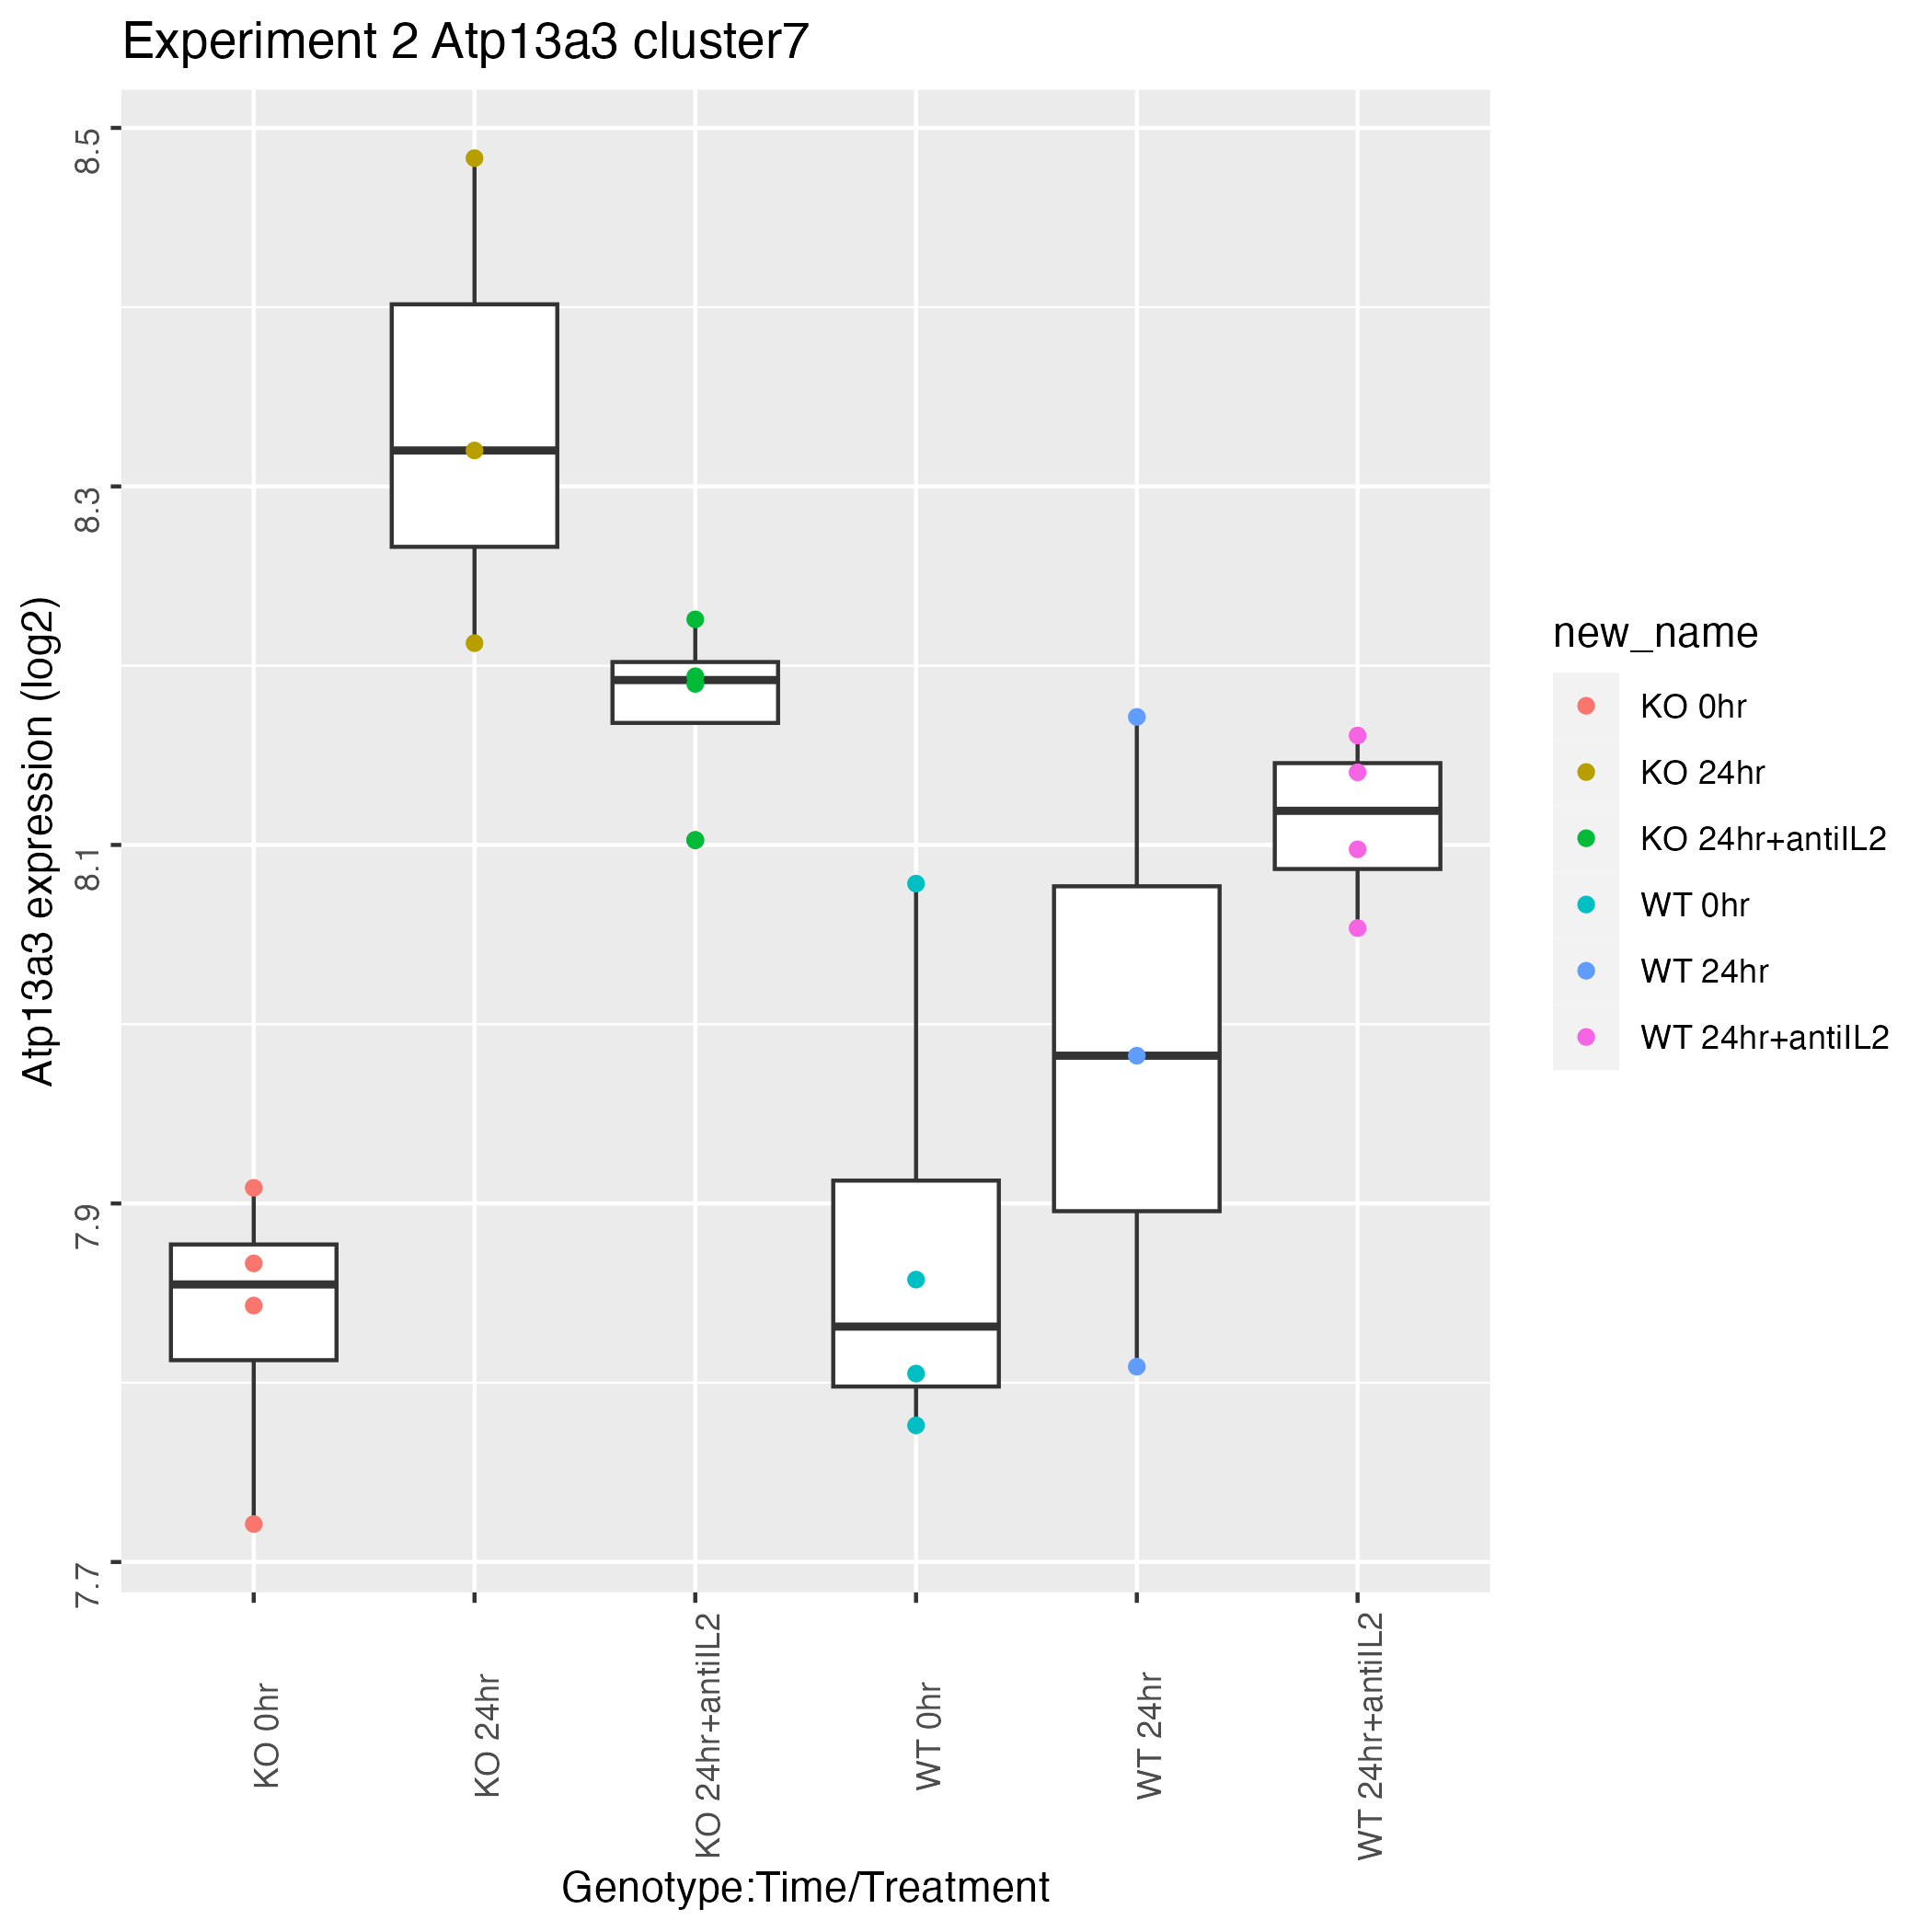 Experiment 2 Atp13a3 cluster7
Atp13a3 expression (log2)
8.5
8.3
8.1
7.9
7.7
KO 0hr
KO 24hr
KO 24hr+antiIL2
WT 0hr
WT 24hr
WT 24hr+antiIL2
Genotype:Time/Treatment
new_name
KO 0hr
KO 24hr
KO 24hr+antiIL2
WT 0hr
WT 24hr
WT 24hr+antiIL2